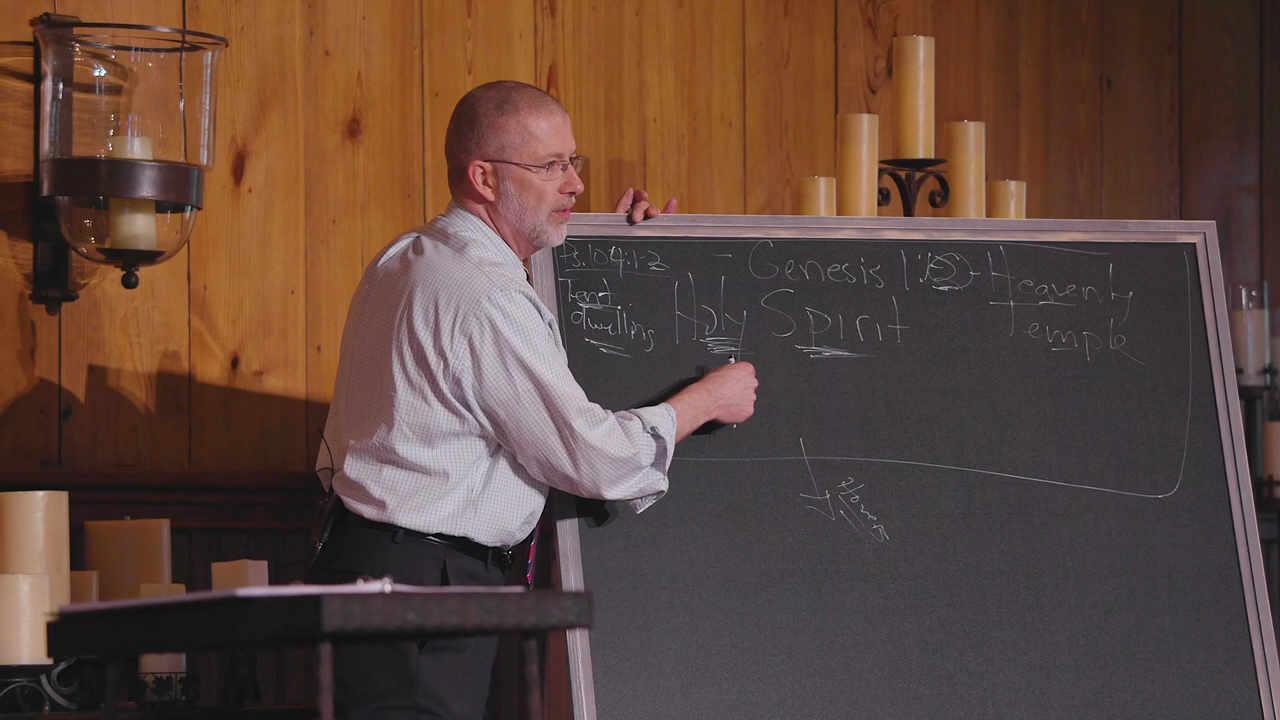 Ps. 104:1-2
Tent
dwelling
- Genesis 1:2 - Heavenly
Temple
Holy Spirit